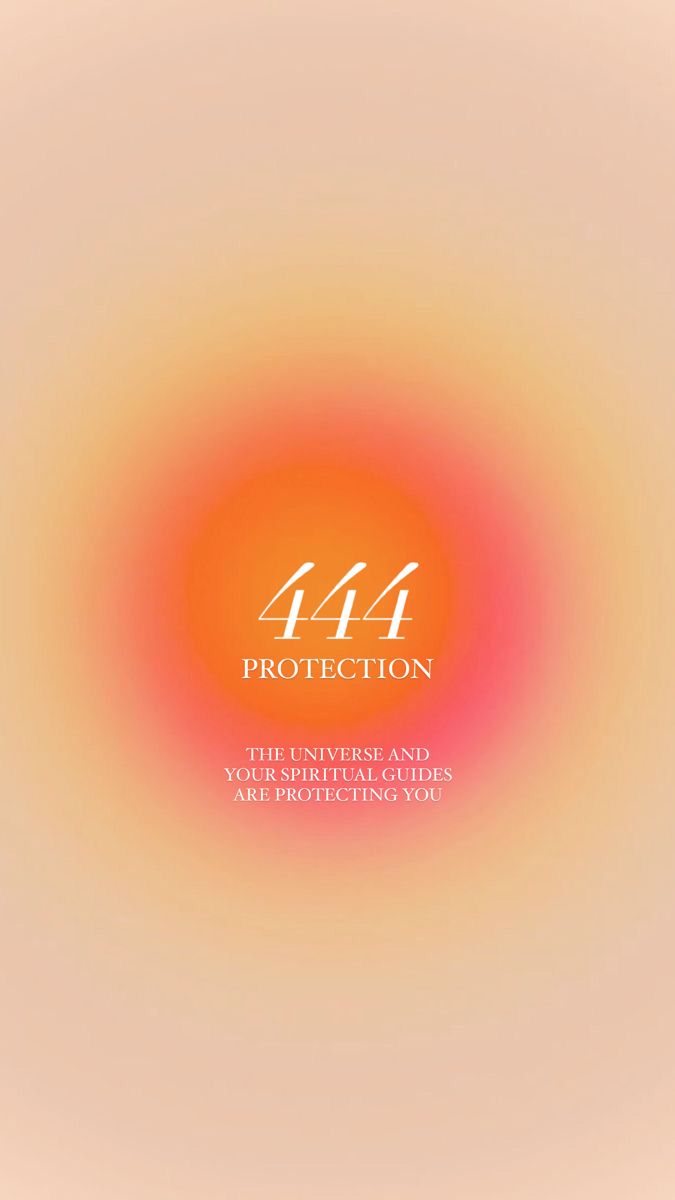 444
PROTECTION
THE UNIVERSE AND
YOUR SPIRITUAL GUIDES
ARE PROTECTING YOU